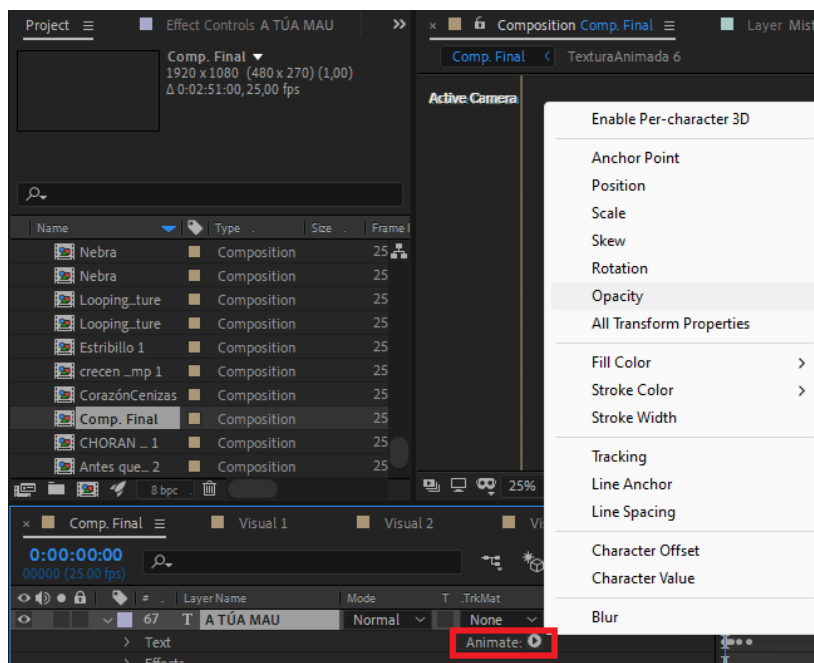 Project
Effect Controls A TÚA MAU
Comp. Final
1920 x 1080 (480 x 270) (1,00)
Δ 0:02:51:00, 25,00 fps
Name Type Size Frame
Nebra Composition 25
Nebra Composition 25
Looping_ture Composition 25
Looping_ture Composition 25
Estribillo 1 Composition 25
crecen _mp 1 Composition 25
CorazónCenizas Composition 25
Comp. Final Composition 25
CHORAN _ 1 Composition 25
Antes que_ 2 Composition 25
8 bpc
Composition Comp. Final
Layer Mist
Comp. Final TexturaAnimada 6
Active Camera
25%
Enable Per-character 3D
Anchor Point
Position
Scale
Skew
Rotation
Opacity
All Transform Properties
Fill Color
Stroke Color
Stroke Width
Tracking
Line Anchor
Line Spacing
Character Offset
Character Value
Blur
Comp. Final Visual 1 Visual 2 Vi
0:00:00:00
00000 (25.00 fps)
# Layer Name Mode T .TrkMat
67 T A TÚA MAU Normal None
Text Animate:
Effects